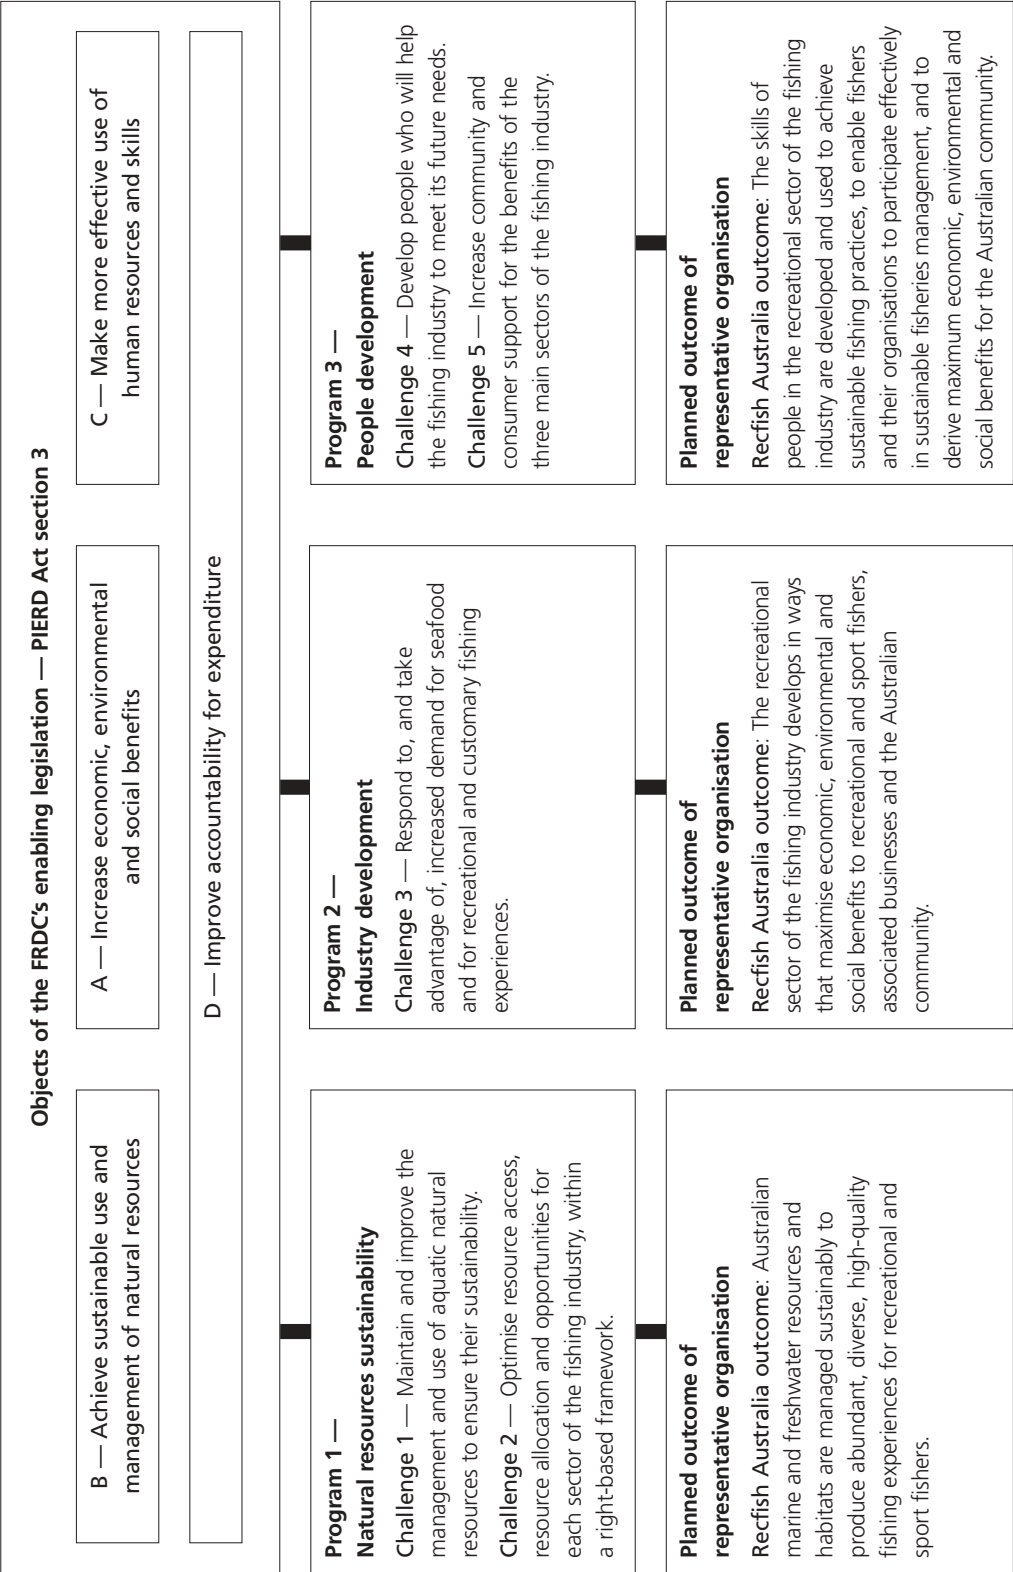 Objects of the FRDC's enabling legislation — PIERD Act section 3
B — Achieve sustainable use and
management of natural resources
A — Increase economic, environmental
and social benefits
C — Make more effective use of
human resources and skills
D — Improve accountability for expenditure
Program 1 —
Natural resources sustainability
Challenge 1 — Maintain and improve the
management and use of aquatic natural
resources to ensure their sustainability.
Challenge 2 — Optimise resource access,
resource allocation and opportunities for
each sector of the fishing industry, within
a right-based framework.
Program 2 —
Industry development
Challenge 3 — Respond to, and take
advantage of, increased demand for seafood
and for recreational and customary fishing
experiences.
Program 3 —
People development
Challenge 4 — Develop people who will help
the fishing industry to meet its future needs.
Challenge 5 — Increase community and
consumer support for the benefits of the
three main sectors of the fishing industry.
Planned outcome of
representative organisation
Recfish Australia outcome: Australian
marine and freshwater resources and
habitats are managed sustainably to
produce abundant, diverse, high-quality
fishing experiences for recreational and
sport fishers.
Planned outcome of
representative organisation
Recfish Australia outcome: The recreational
sector of the fishing industry develops in ways
that maximise economic, environmental and
social benefits to recreational and sport fishers,
associated businesses and the Australian
community.
Planned outcome of
representative organisation
Recfish Australia outcome: The skills of
people in the recreational sector of the fishing
industry are developed and used to achieve
sustainable fishing practices, to enable fishers
and their organisations to participate effectively
in sustainable fisheries management, and to
derive maximum economic, environmental and
social benefits for the Australian community.